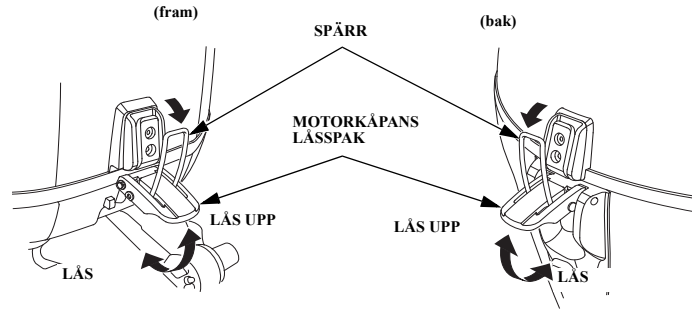 (fram)
(bak)
SPÄRR
MOTORKÅPANS
LÅSSPAK
LÅS UPP
LÅS UPP
LÅS
LÅS